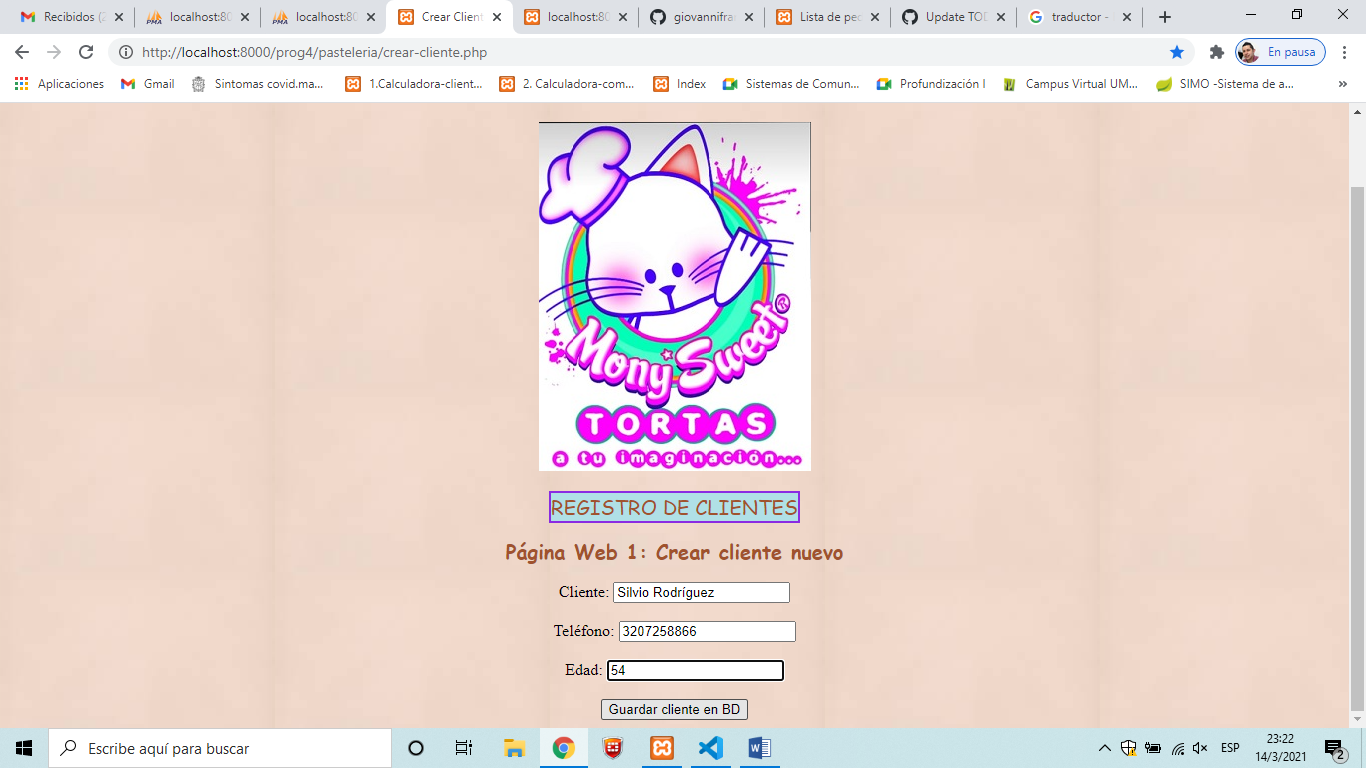 Recibidos (2
localhost:80
localhost:80
Crear Client
localhost:80
giovannifra
Lista de pec
Update TOD
traductor -
http://localhost:8000/prog4/pasteleria/crear-cliente.php
En pausa
Aplicaciones
Gmail
Sintomas covid.ma...
1.Calculadora-client...
2. Calculadora-com...
Index
Sistemas de Comun...
Profundización I
Campus Virtual UM...
SIMO -Sistema de a...
Mony Sweet®
TORTAS
a tu imaginación...
REGISTRO DE CLIENTES
Página Web 1: Crear cliente nuevo
Cliente: Silvio Rodríguez
Teléfono: 3207258866
Edad: 54
Guardar cliente en BD
Escribe aquí para buscar
ESP
23:22
14/3/2021
2